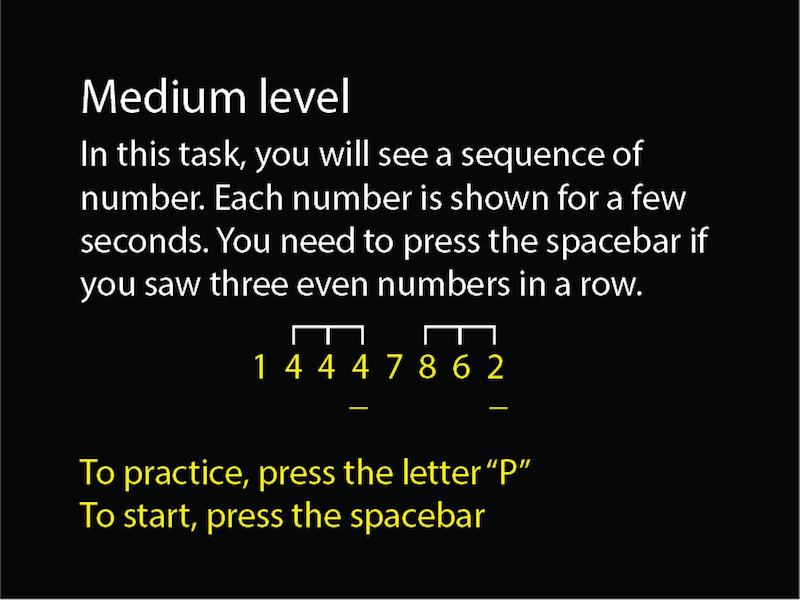 Medium level
In this task, you will see a sequence of
number. Each number is shown for a few
seconds. You need to press the spacebar if
you saw three even numbers in a row.
1 4 4 4 7 8 6 2
To practice, press the letter “P”
To start, press the spacebar